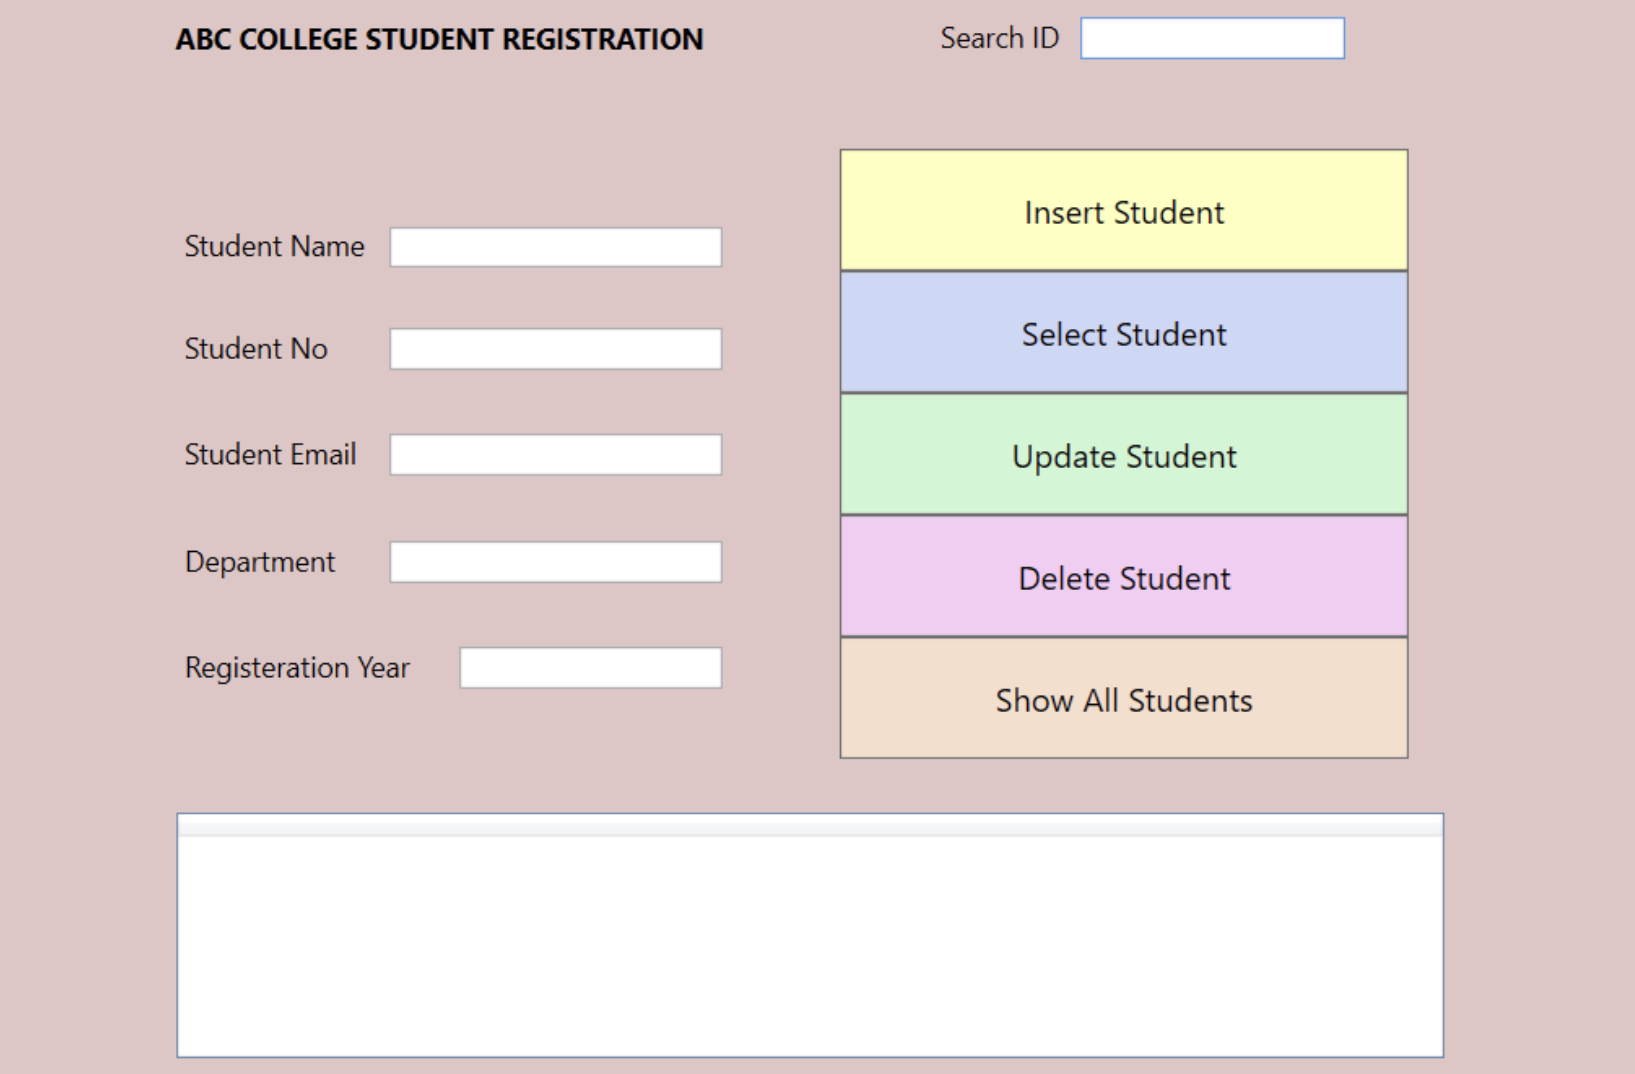 ABC COLLEGE STUDENT REGISTRATION
Search ID
Student Name
Student No
Student Email
Department
Registeration Year
Insert Student
Select Student
Update Student
Delete Student
Show All Students